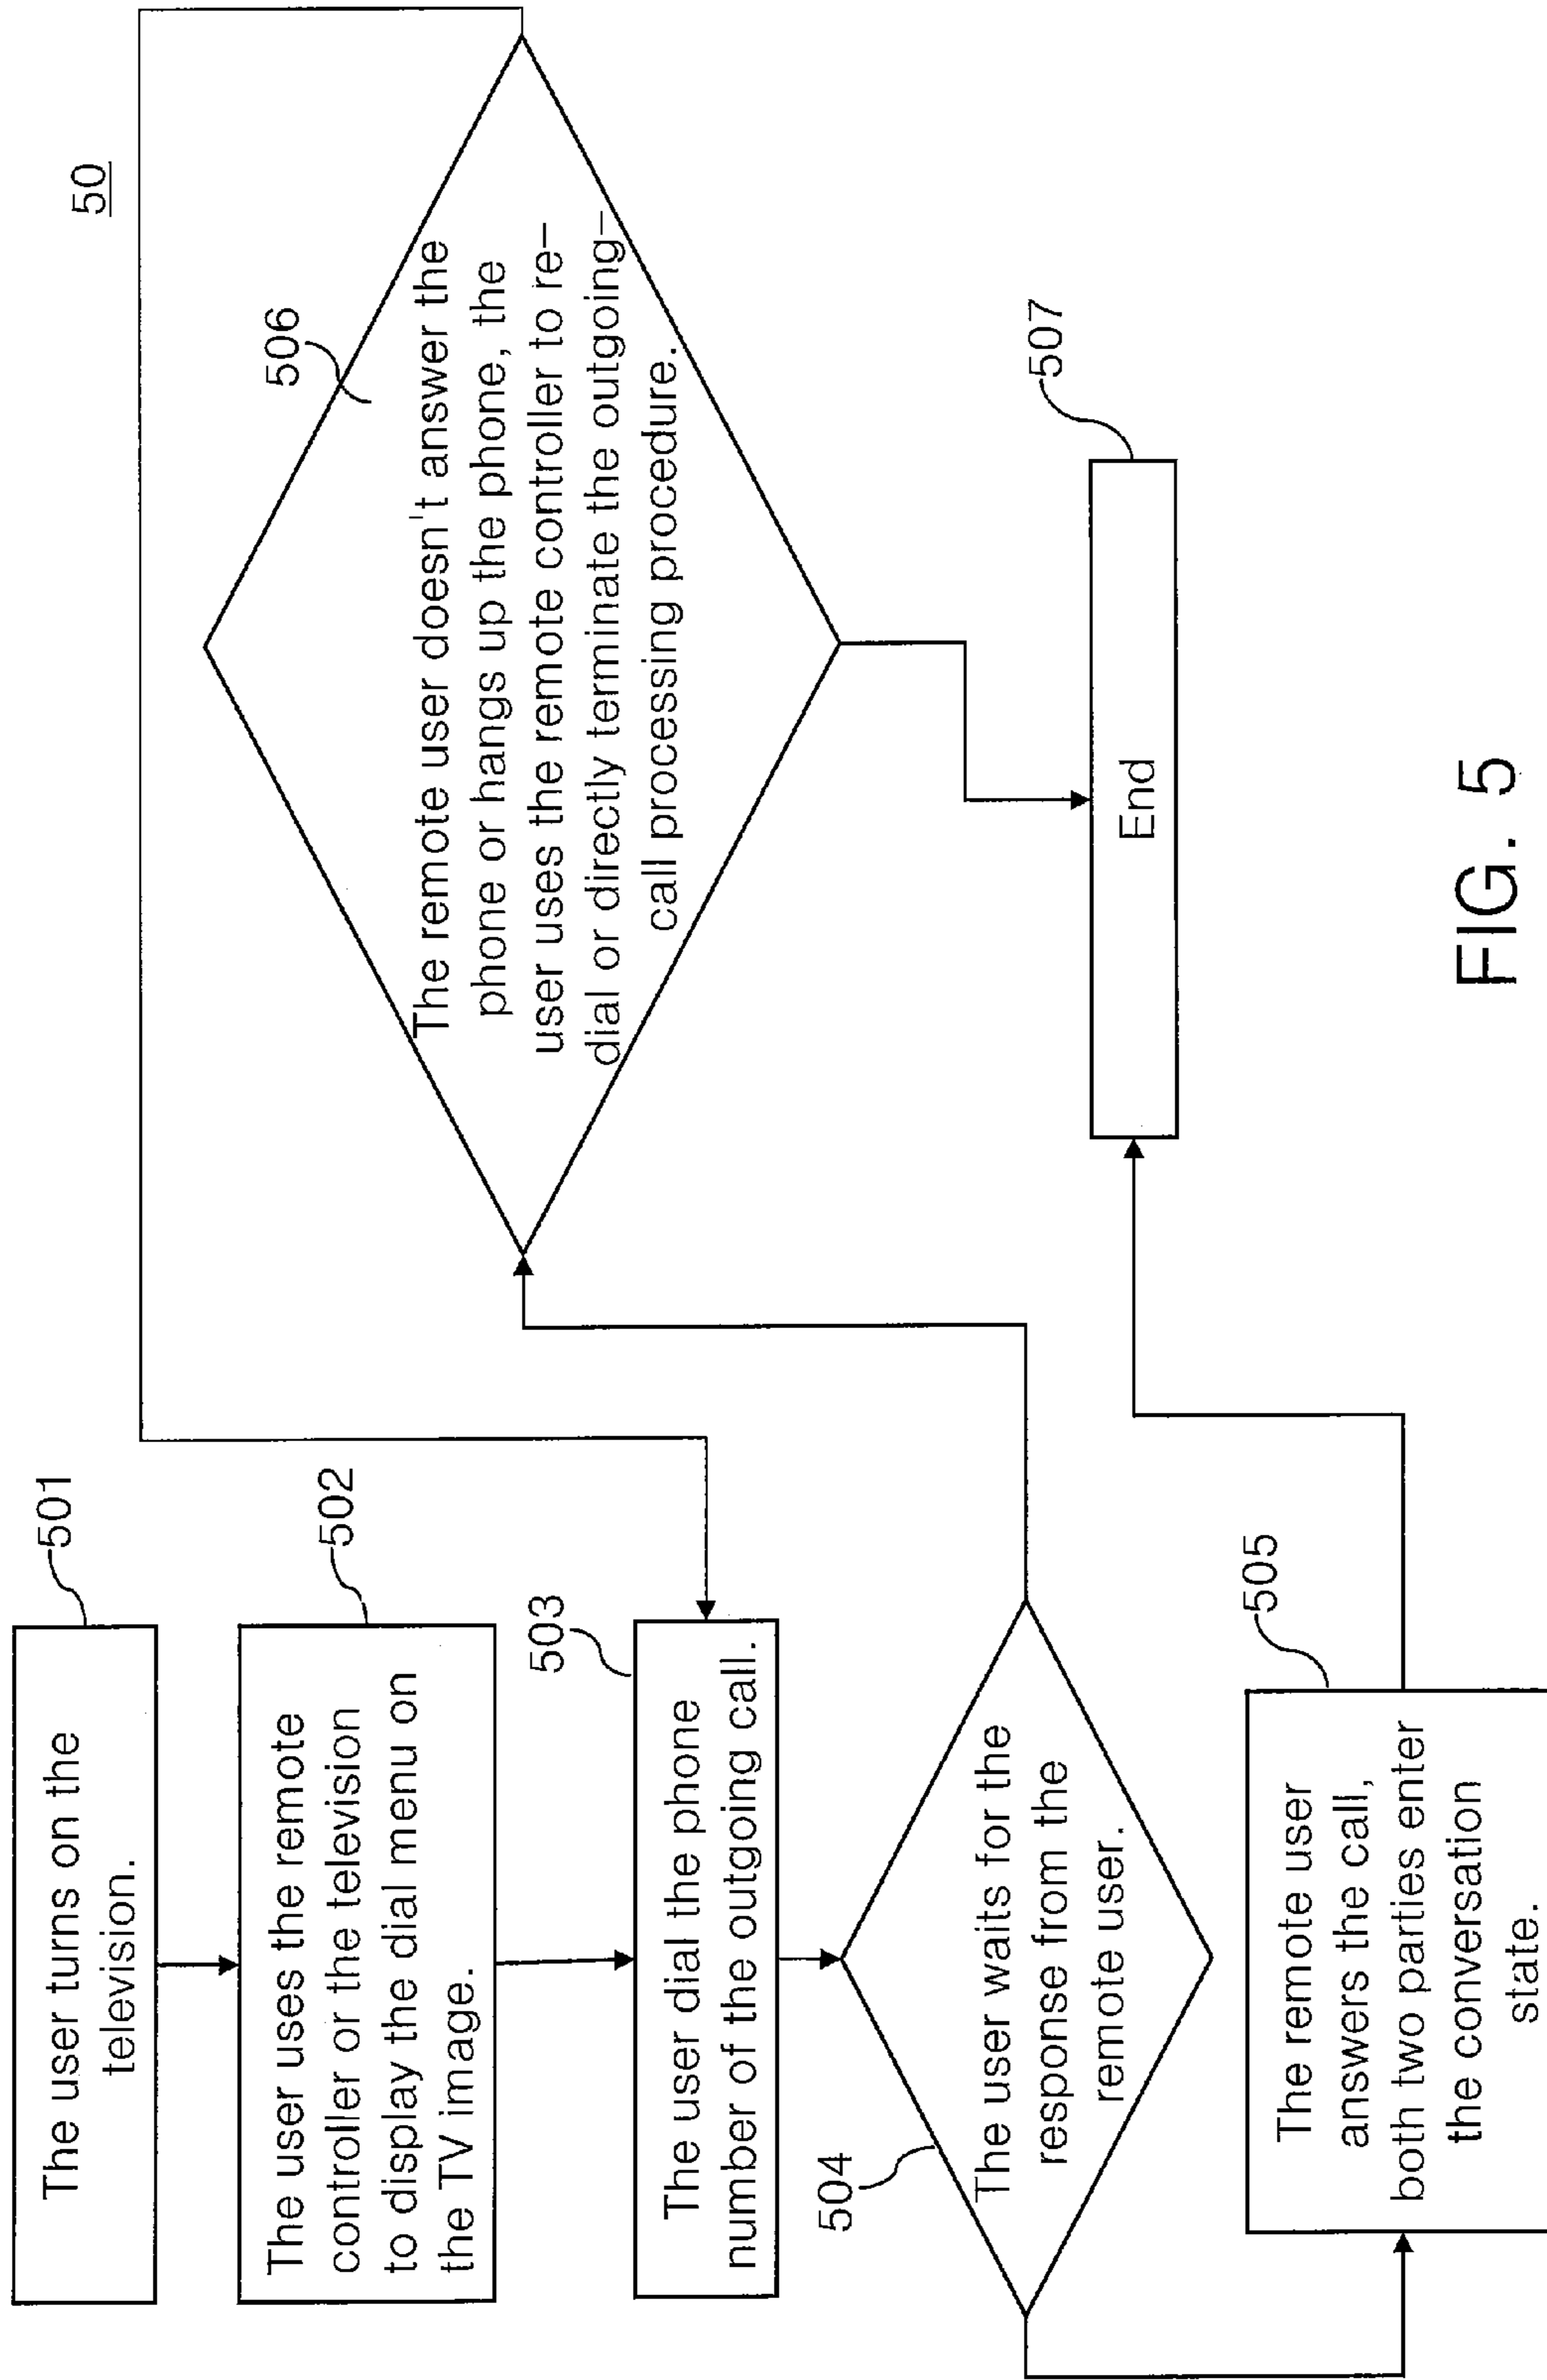 50
501
The user turns on the
television.
502
The user uses the remote
controller or the television
to display the dial menu on
the TV image.
503
The user dial the phone
number of the outgoing call.
504
The user waits for the
response from the
remote user.
505
The remote user
answers the call,
both two parties enter
the conversation
state.
506
The remote user doesn't answer the
phone or hangs up the phone, the
user uses the remote controller to re-
dial or directly terminate the outgoing-
call processing procedure.
507
End
FIG. 5